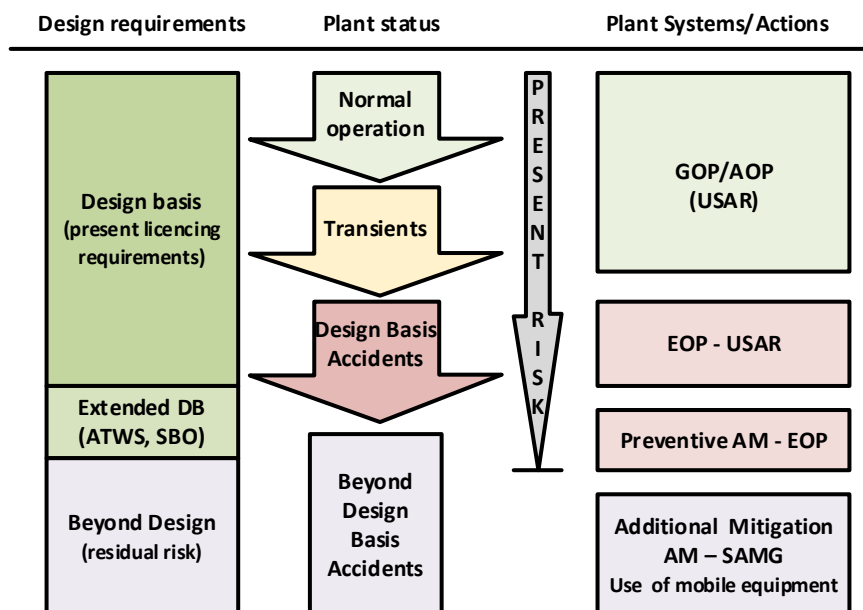 Design requirements
Plant status
Plant Systems/Actions
Design basis
(present licencing
requirements)
Extended DB
(ATWS, SBO)
Beyond Design
(residual risk)
Normal
operation
Transients
Design Basis
Accidents
Beyond
Design
Basis
Accidents
PRESENT RISK
GOP/AOP
(USAR)
EOP - USAR
Preventive AM - EOP
Additional Mitigation
AM – SAMG
Use of mobile equipment